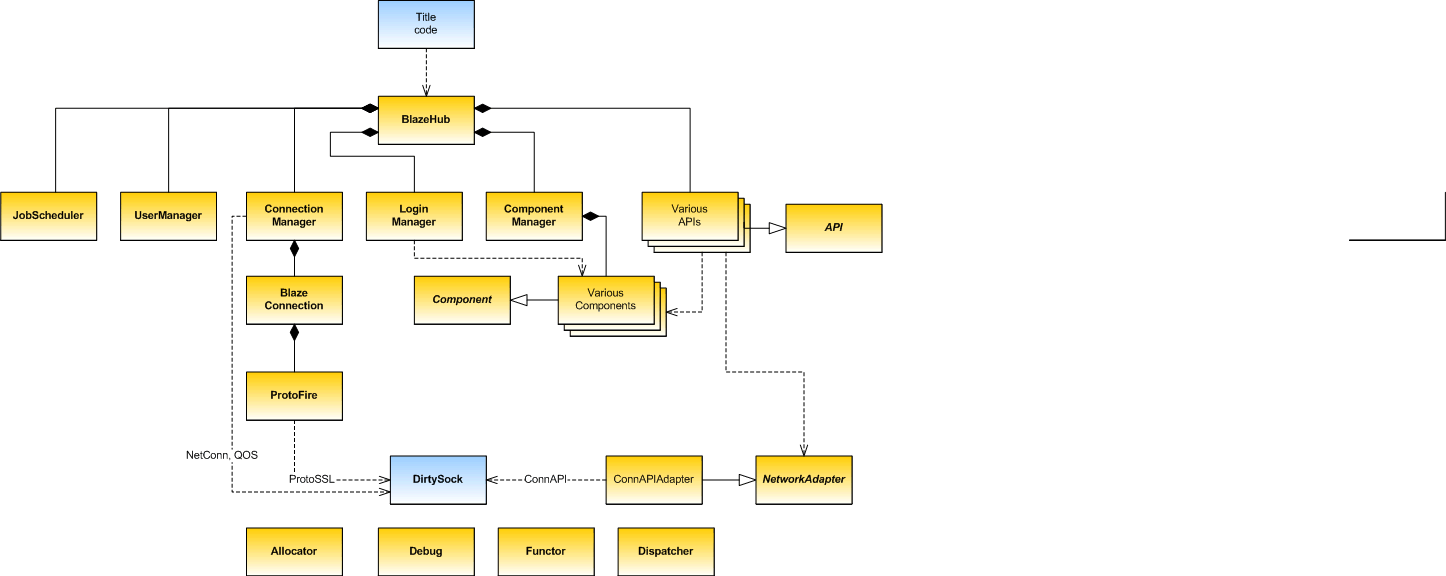 Title
code
BlazeHub
JobScheduler
UserManager
Connection
Manager
Login
Manager
Component
Manager
Various
APIs
API
Blaze
Connection
Component
Various
Components
ProtoFire
NetConn, QOS
ProtoSSL
DirtySock
ConnAPI
ConnAPIAdapter
NetworkAdapter
Allocator
Debug
Functor
Dispatcher